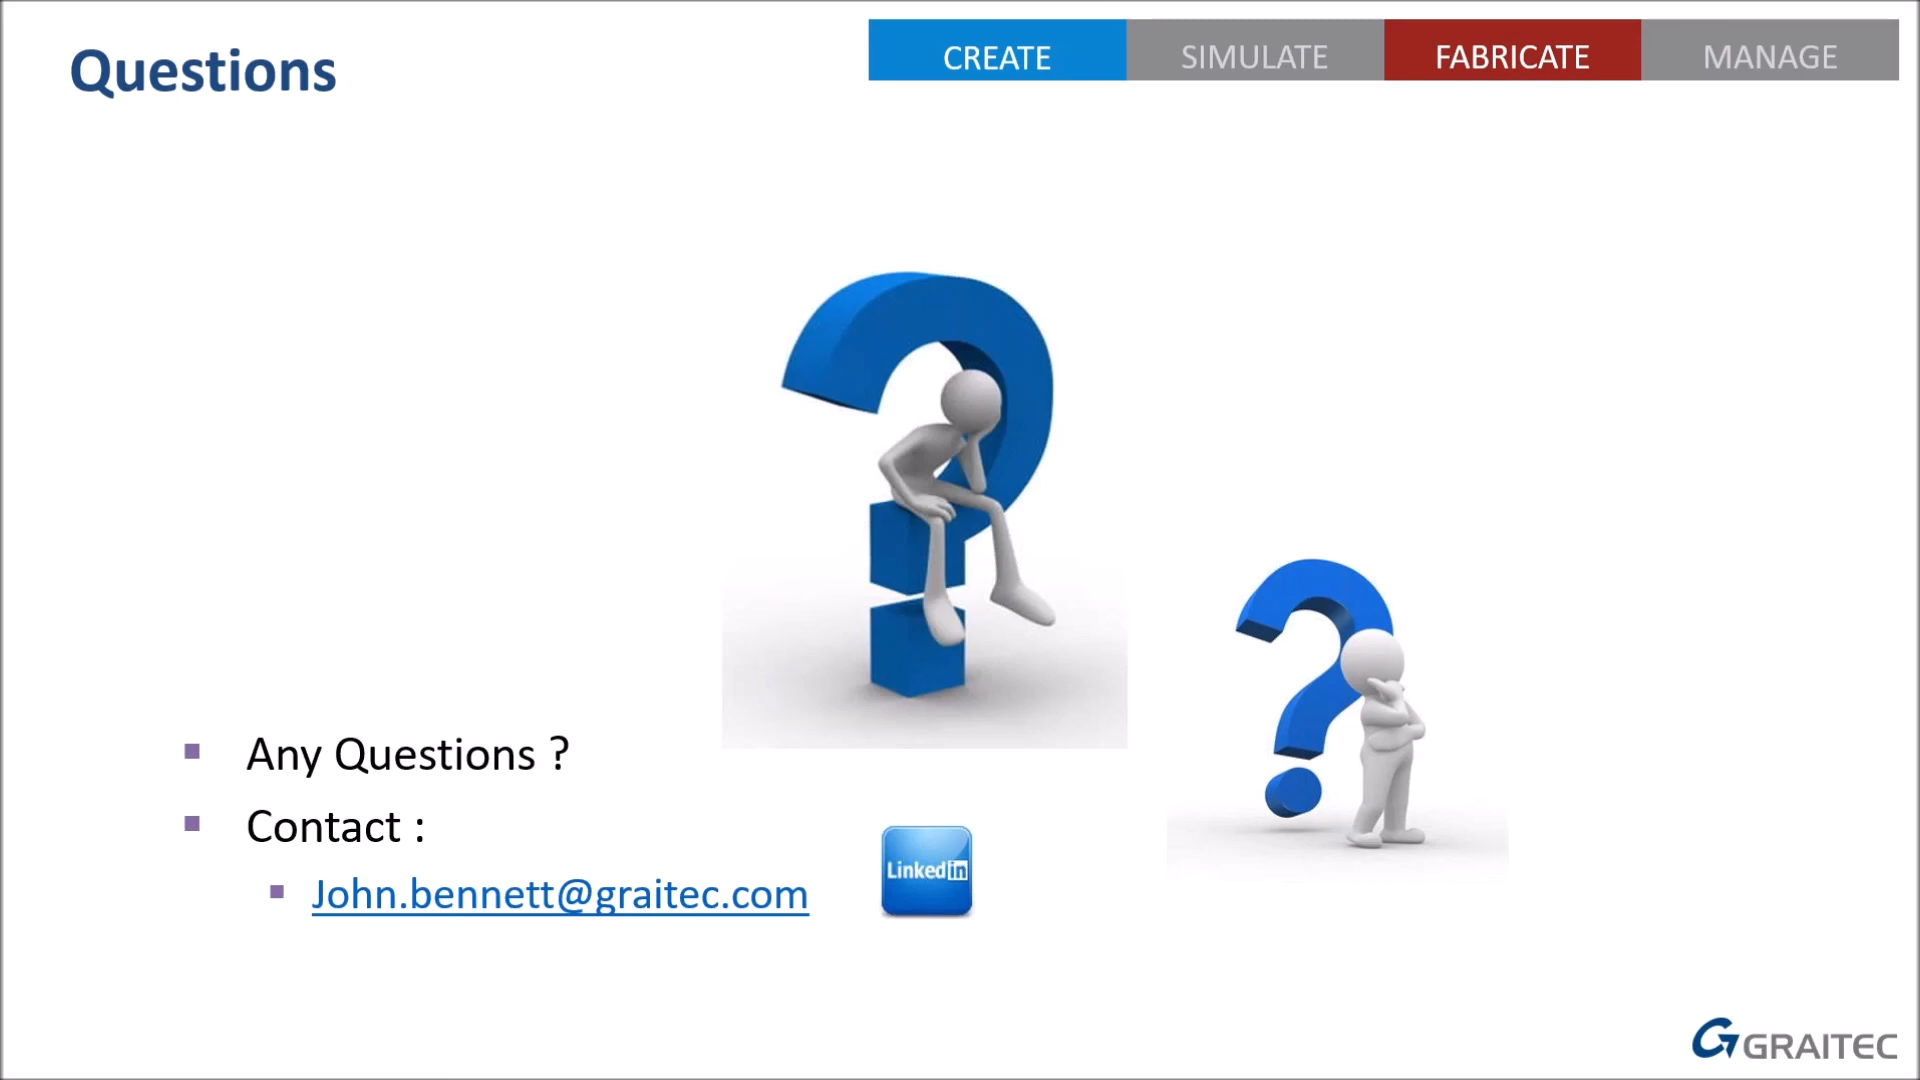 Questions
CREATE SIMULATE FABRICATE MANAGE
Any Questions ?
Contact :
John.bennett@graitec.com
Linkedin
GRAITEC